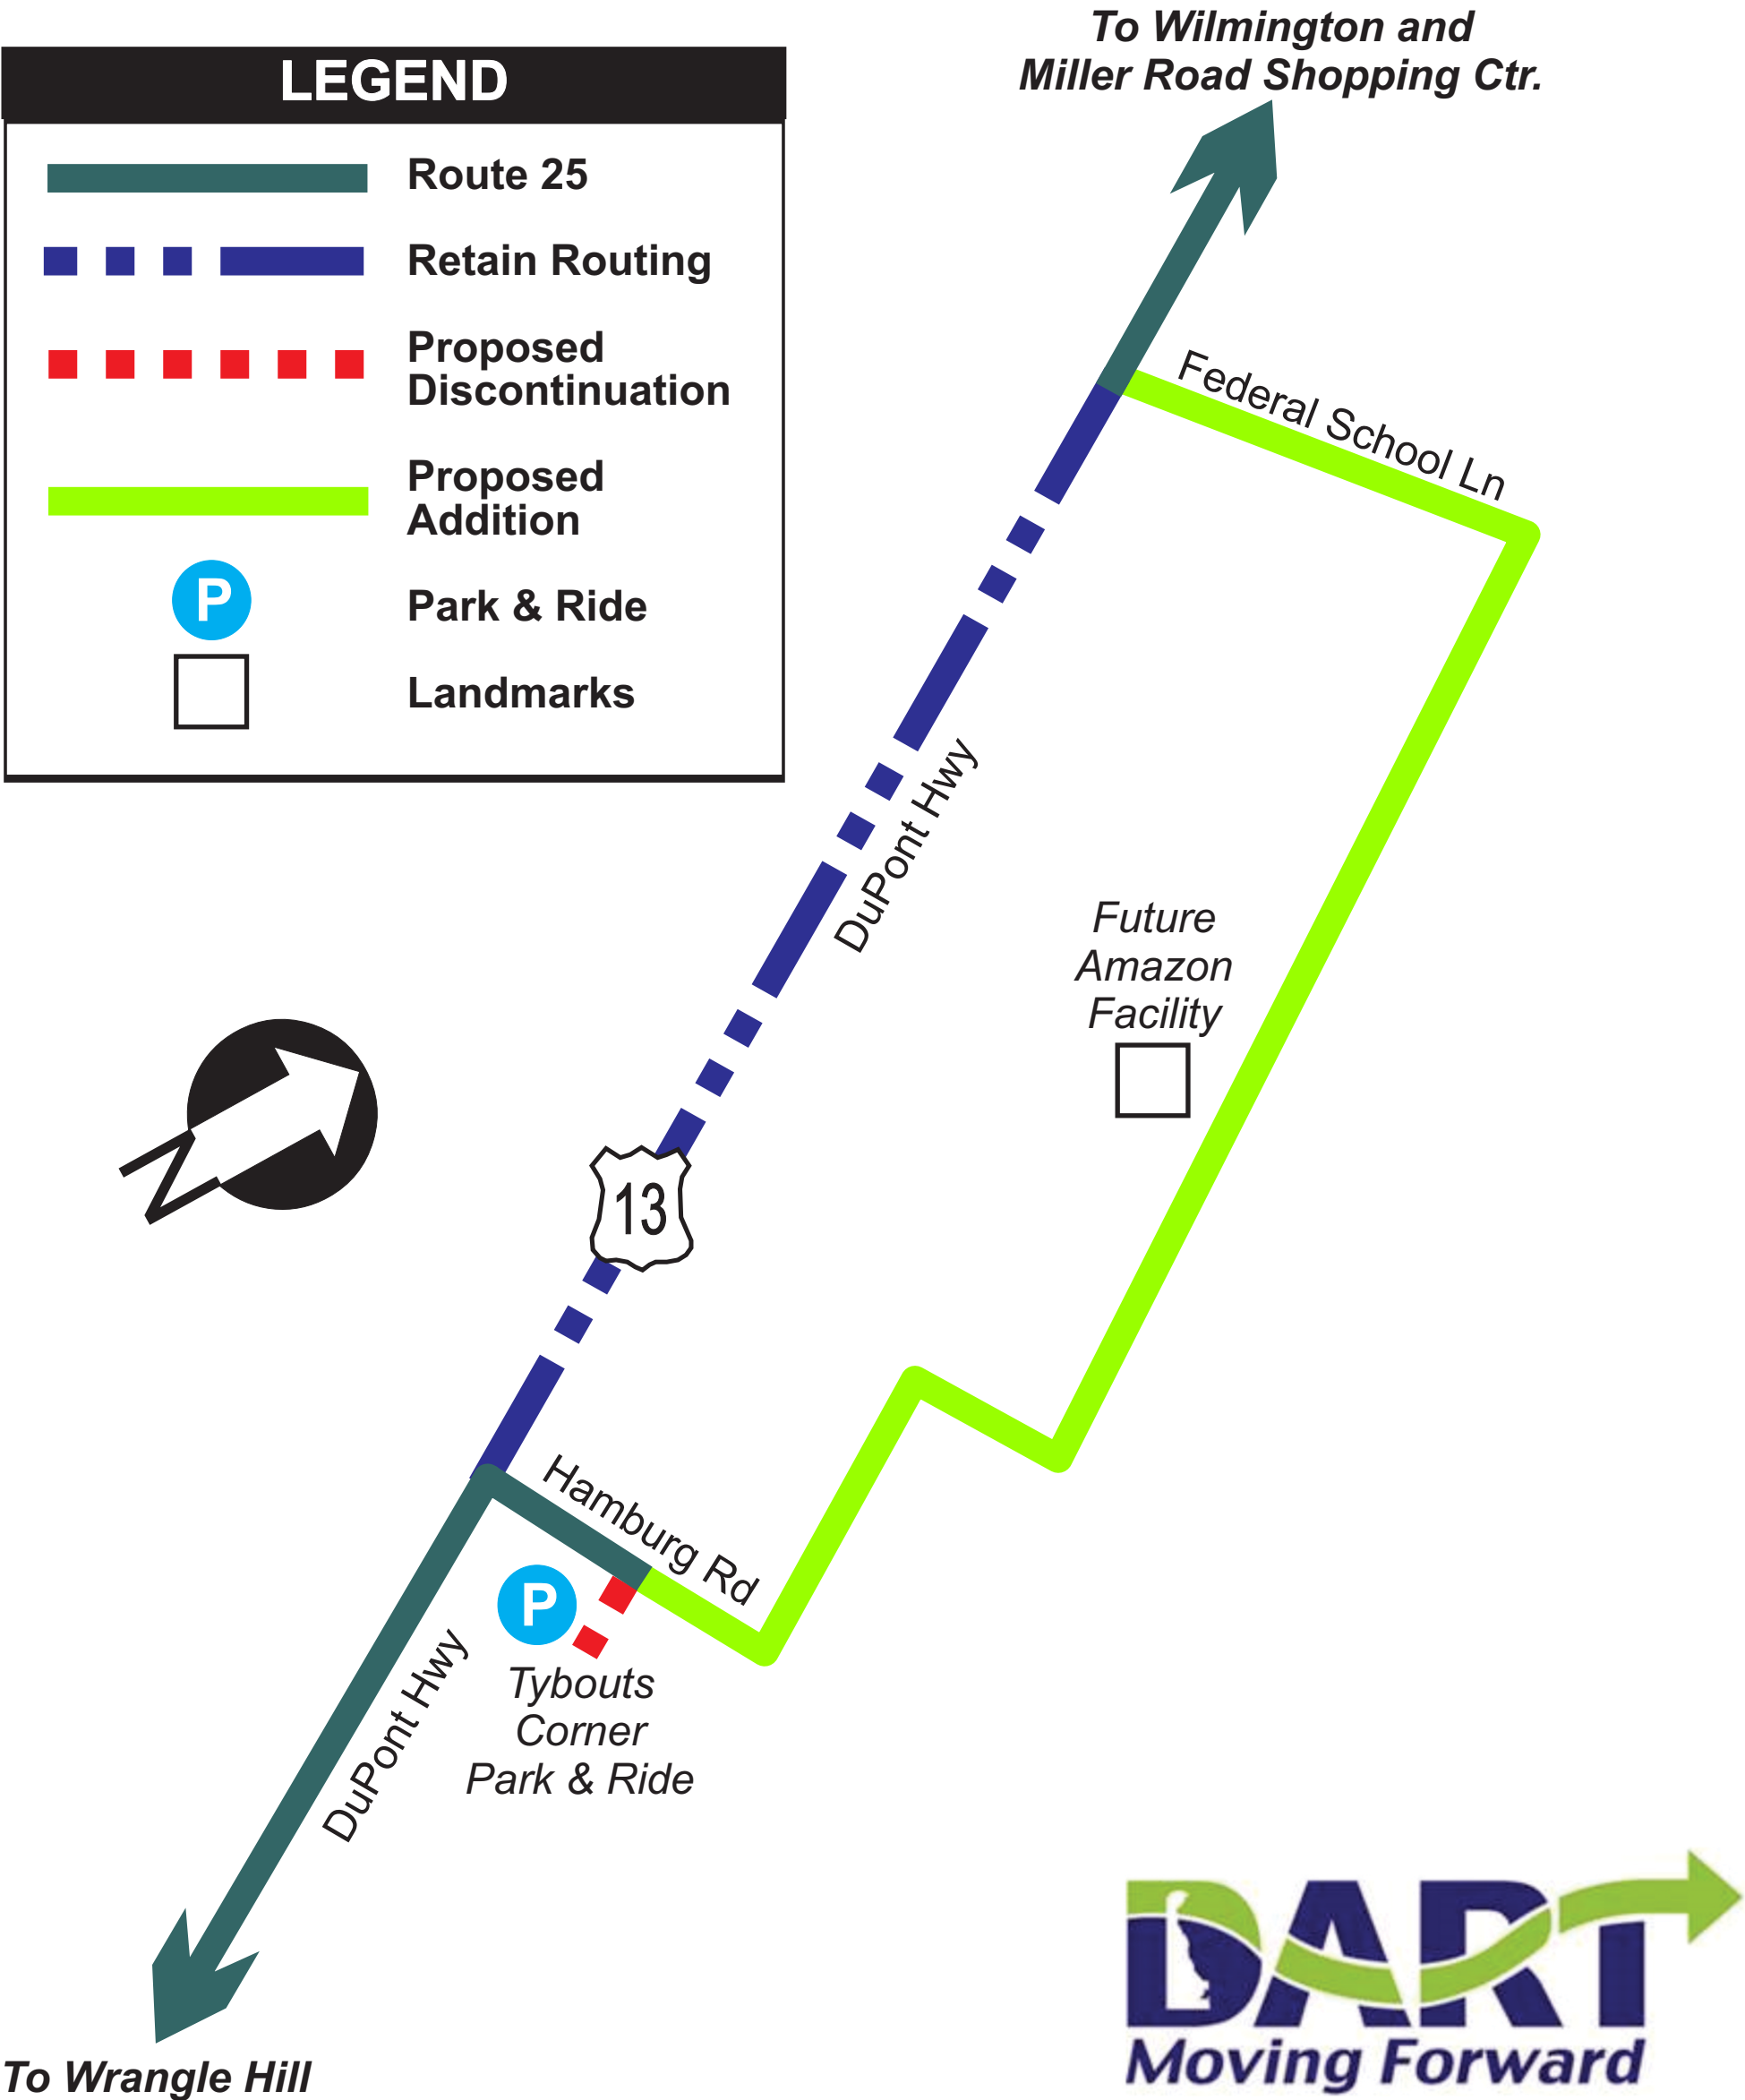 To Wilmington and
Miller Road Shopping Ctr.
LEGEND
Route 25
Retain Routing
Proposed
Discontinuation
Proposed
Addition
P
Park & Ride
Landmarks
Federal School Ln
DuPont Hwy
Future
Amazon
Facility
N
13
Hamburg Rd
P
Tybouts
Corner
Park & Ride
DuPont Hwy
To Wrangle Hill
DART
Moving Forward